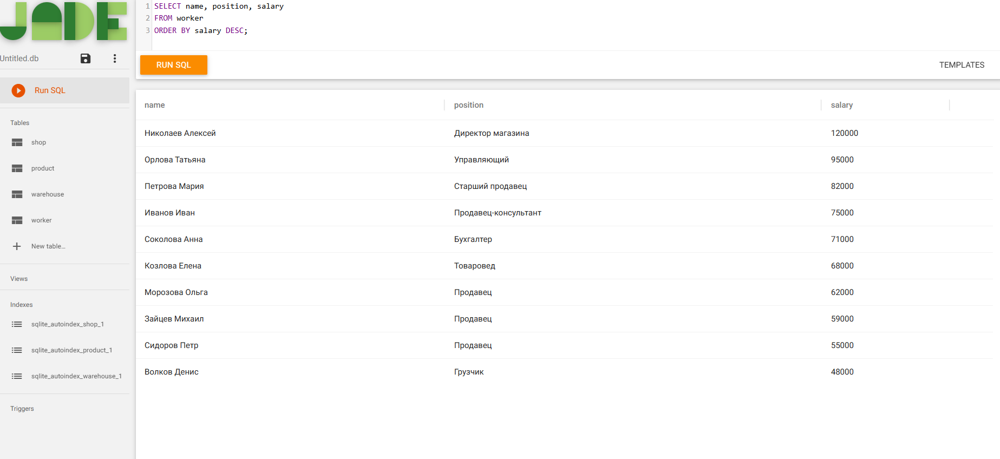 JADE
Untitled.db
Run SQL
Tables
shop
product
warehouse
worker
New table...
Views
Indexes
sqlite_autoindex_shop_1
sqlite_autoindex_product_1
sqlite_autoindex_warehouse_1
Triggers
1 SELECT name, position, salary
2 FROM worker
3 ORDER BY salary DESC;
RUN SQL TEMPLATES
name position salary
Николаев Алексей Директор магазина 120000
Орлова Татьяна Управляющий 95000
Петрова Мария Старший продавец 82000
Иванов Иван Продавец-консультант 75000
Соколова Анна Бухгалтер 71000
Козлова Елена Товаровед 68000
Морозова Ольга Продавец 62000
Зайцев Михаил Продавец 59000
Сидоров Петр Продавец 55000
Волков Денис Грузчик 48000